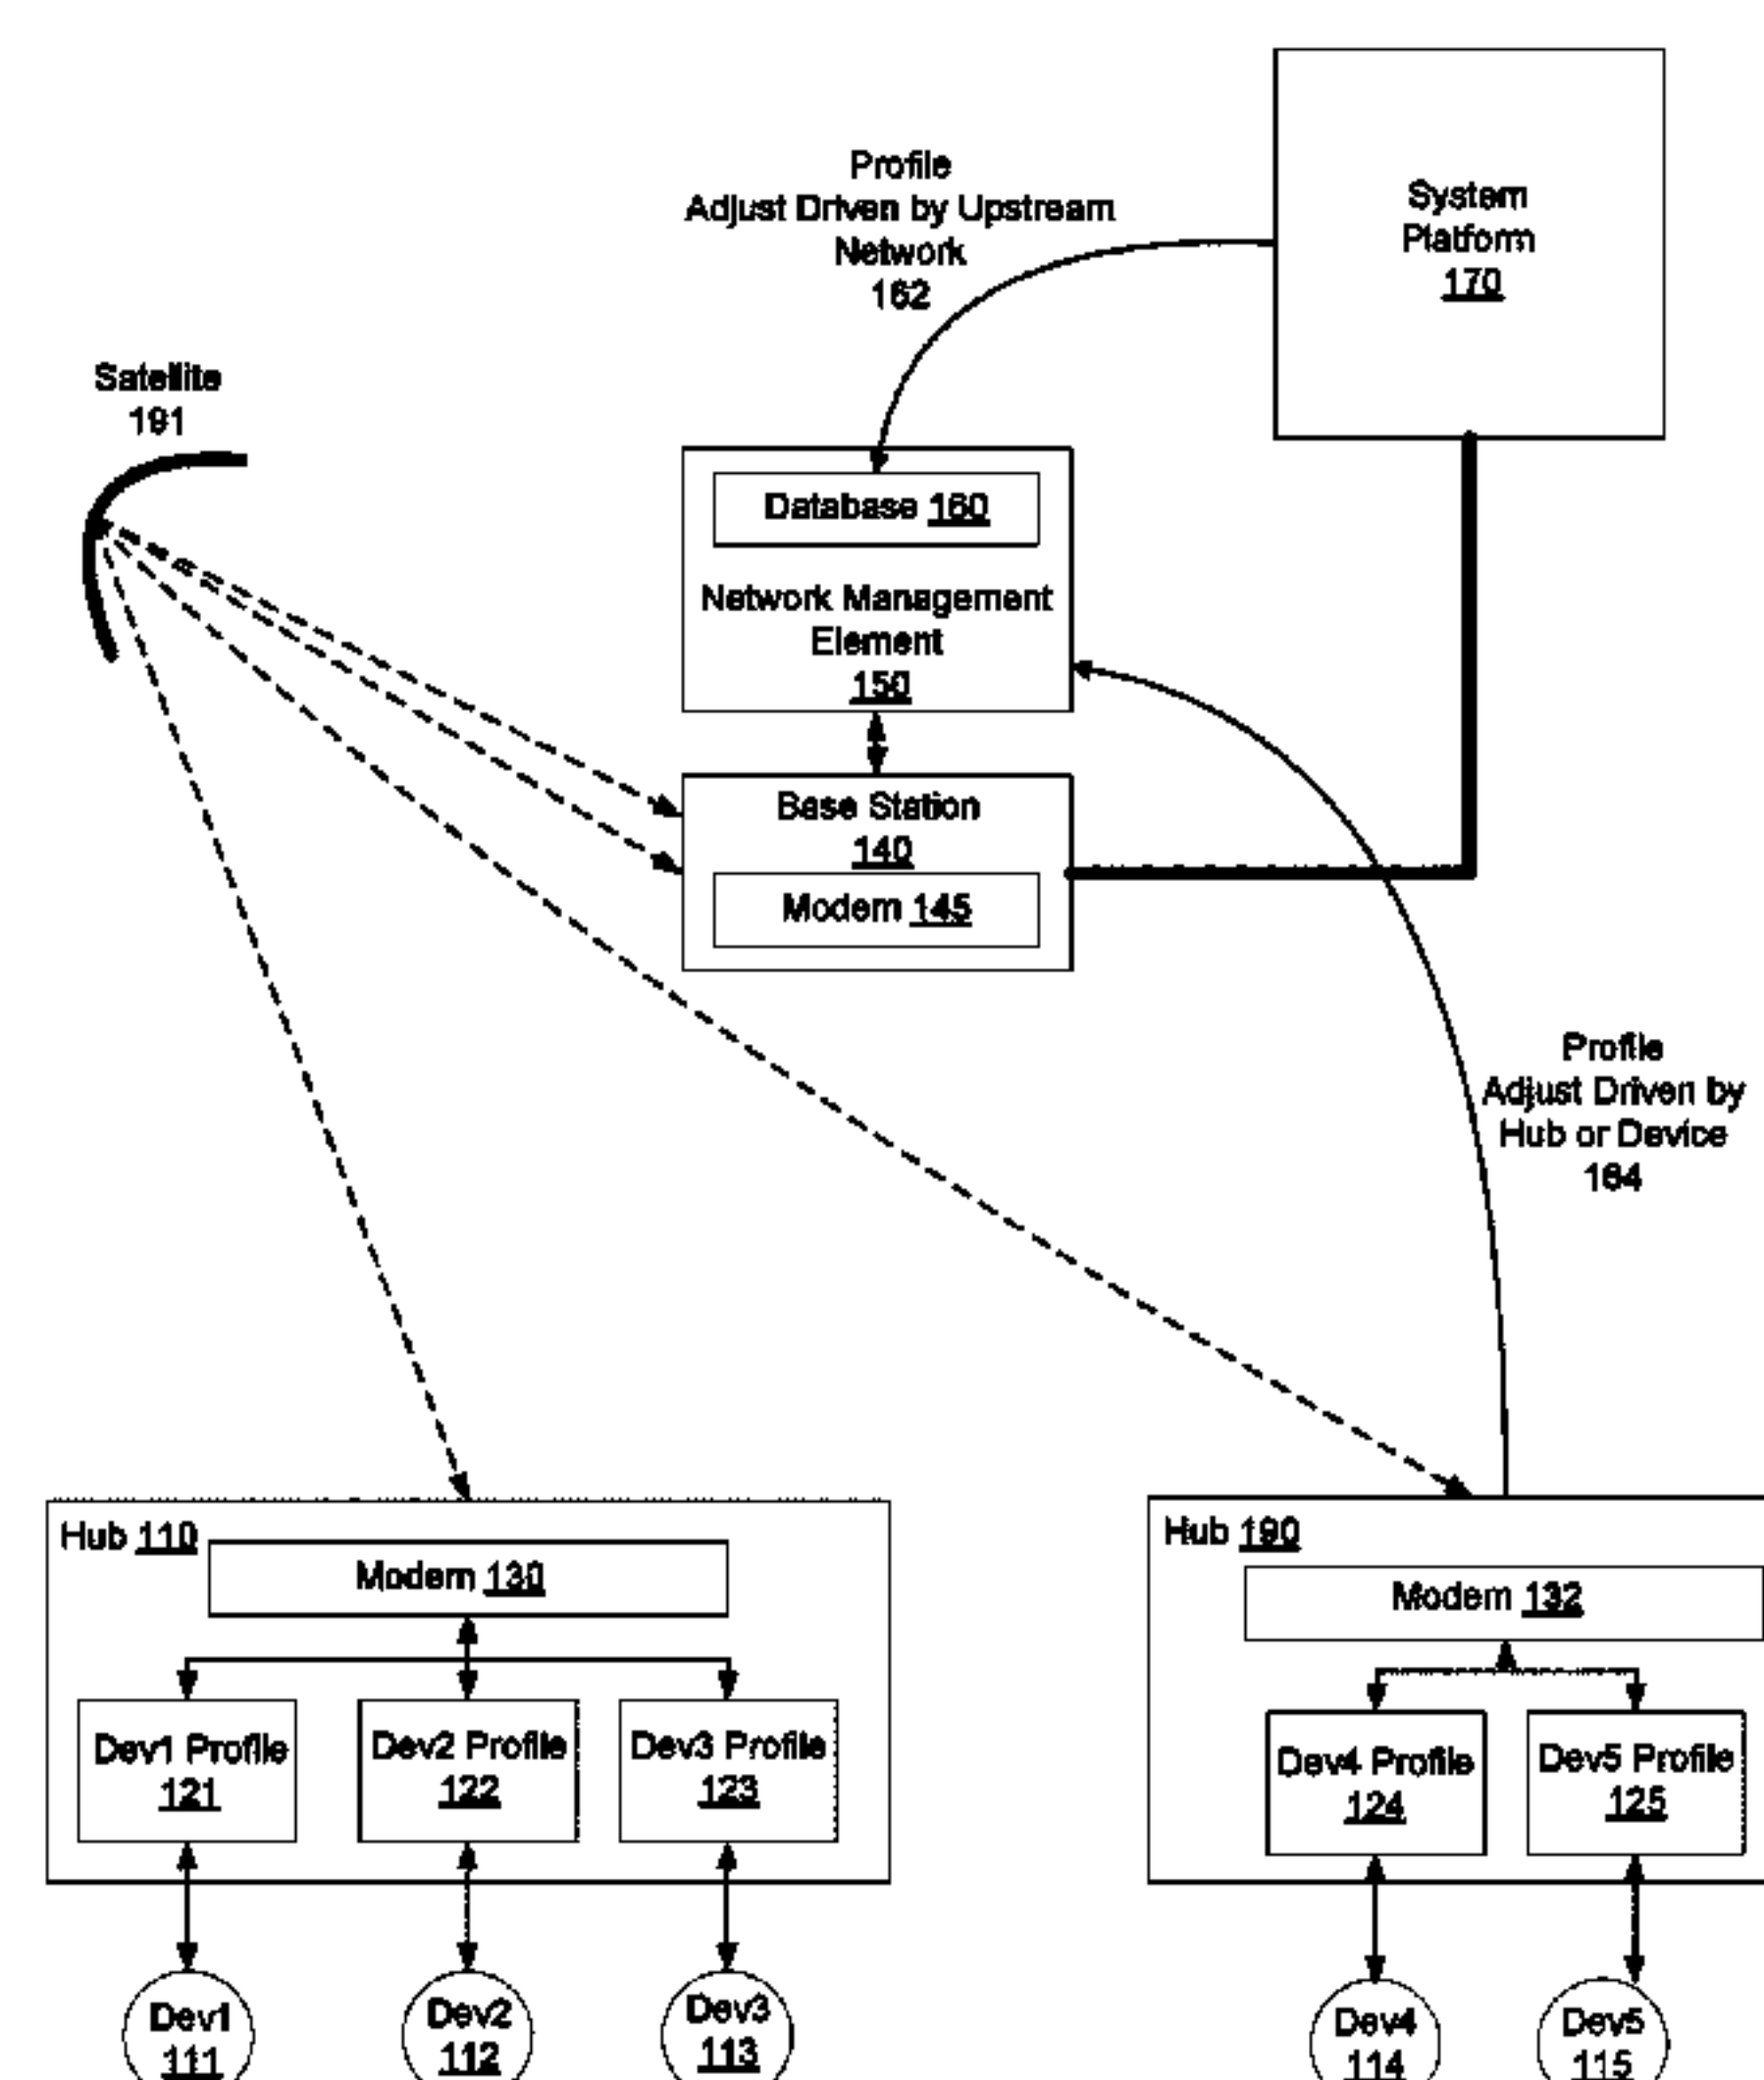 Profile
Adjust Driven by Upstream
Network
162
System
Platform
170
Satellite
191
Database 160
Network Management
Element
150
Base Station
140
Modem 145
Profile
Adjust Driven by
Hub or Device
164
Hub 110
Modem 130
Dev1 Profile
121
Dev2 Profile
122
Dev3 Profile
123
Hub 190
Modem 132
Dev4 Profile
124
Dev5 Profile
125
Dev1
111
Dev2
112
Dev3
113
Dev4
114
Dev5
115